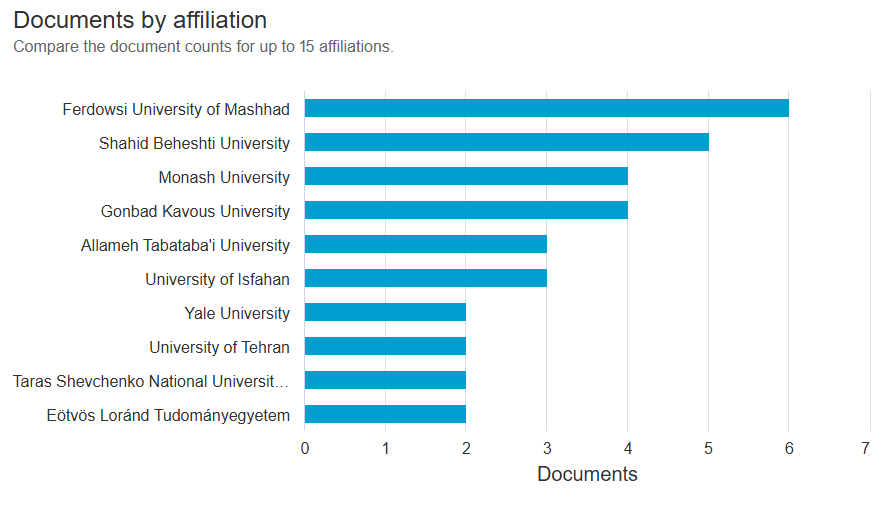 Documents by affiliation
Compare the document counts for up to 15 affiliations.
Ferdowsi University of Mashhad
Shahid Beheshti University
Monash University
Gonbad Kavous University
Allameh Tabataba'i University
University of Isfahan
Yale University
University of Tehran
Taras Shevchenko National Universit…
Eötvös Loránd Tudományegyetem
0 1 2 3 4 5 6 7
Documents